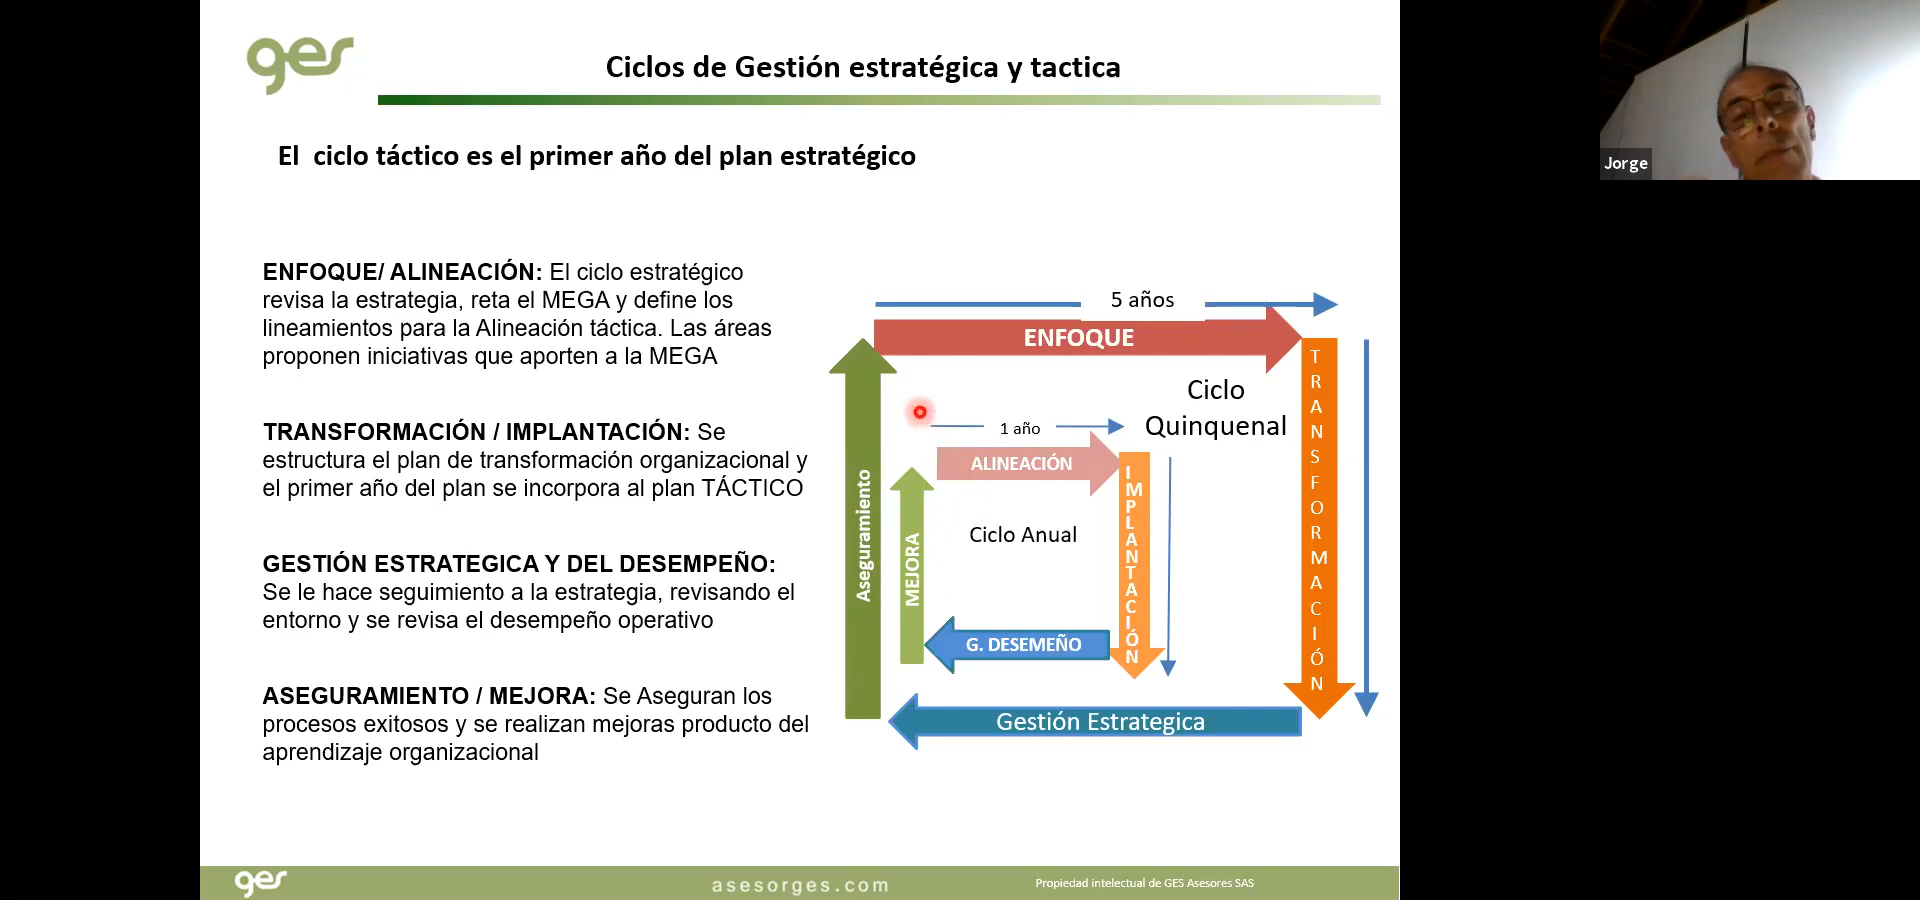 ges
Ciclos de Gestión estratégica y tactica
El  ciclo táctico es el primer año del plan estratégico
ENFOQUE/ ALINEACIÓN: El ciclo estratégico
revisa la estrategia, reta el MEGA y define los
lineamientos para la Alineación táctica. Las áreas
proponen iniciativas que aporten a la MEGA
TRANSFORMACIÓN / IMPLANTACIÓN: Se
estructura el plan de transformación organizacional y
el primer año del plan se incorpora al plan TÁCTICO
GESTIÓN ESTRATEGICA Y DEL DESEMPEÑO:
Se le hace seguimiento a la estrategia, revisando el
entorno y se revisa el desempeño operativo
ASEGURAMIENTO / MEJORA: Se Aseguran los
procesos exitosos y se realizan mejoras producto del
aprendizaje organizacional
5 años
ENFOQUE
TRANSFORMACIÓN
Ciclo
Quinquenal
1 año
ALINEACIÓN
IMPLANTACIÓN
Aseguramiento
MEJORA
Ciclo Anual
G. DESEMEÑO
Gestión Estrategica
ges
asesorges.com
Propiedad intelectual de GES Asesores SAS
Jorge